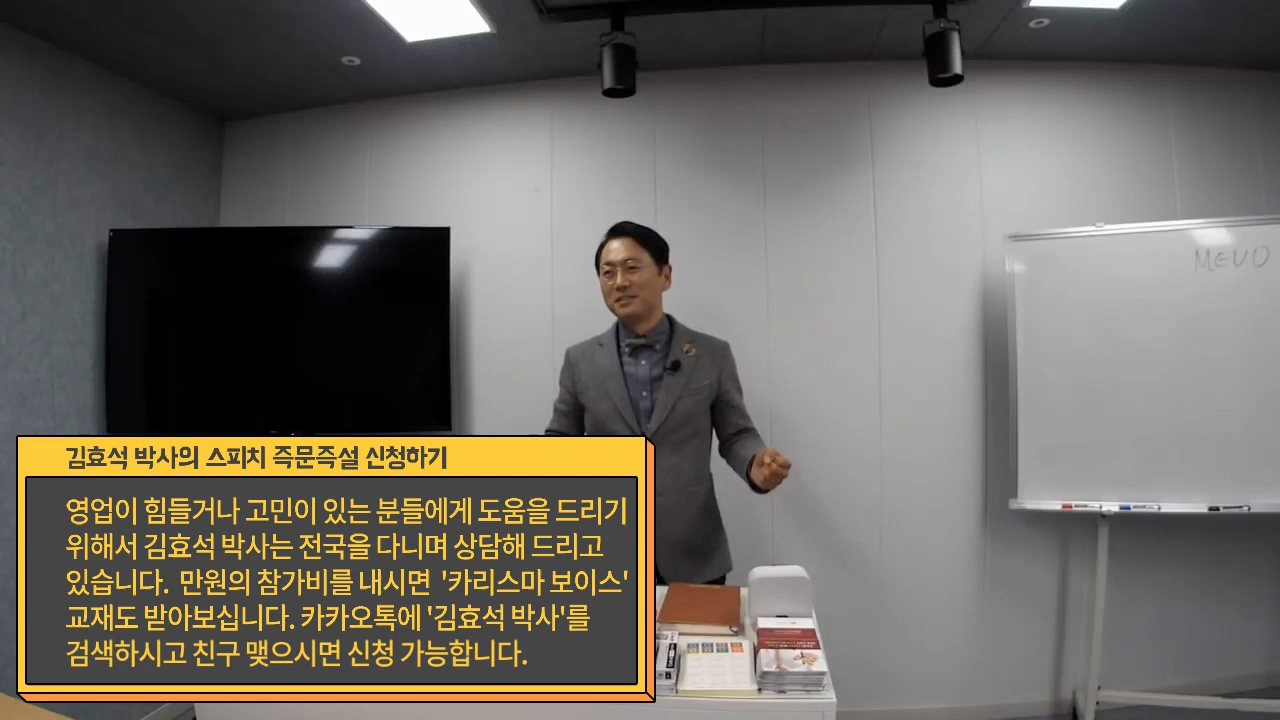 MEVO
김효석 박사의 스피치 즉문즉설 신청하기
영업이 힘들거나 고민이 있는 분들에게 도움을 드리기
위해서 김효석 박사는 전국을 다니며 상담해 드리고
있습니다. 만원의 참가비를 내시면 '카리스마 보이스'
교재도 받아보십니다. 카카오톡에 '김효석 박사'를
검색하시고 친구 맺으시면 신청 가능합니다.